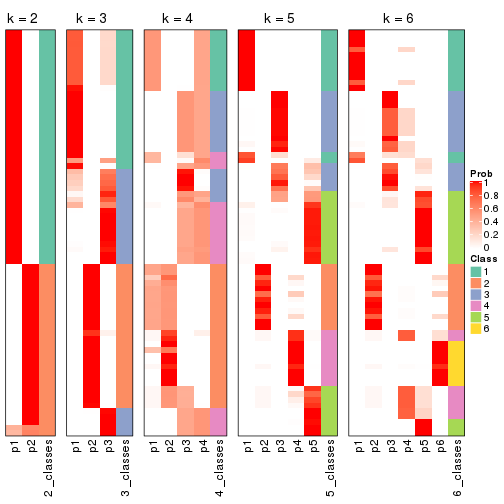 k = 2
k = 3
k = 4
k = 5
k = 6
Prob
1
0.8
0.6
0.4
0.2
0
Class
1
2
3
4
5
6
p1
p2
2_classes
p1
p2
p3
3_classes
p1
p2
p3
p4
4_classes
p1
p2
p3
p4
p5
5_classes
p1
p2
p3
p4
p5
p6
6_classes